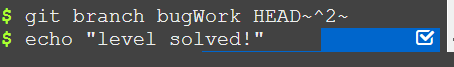 $ git branch bugWork HEAD~^2~
$ echo "level solved!"